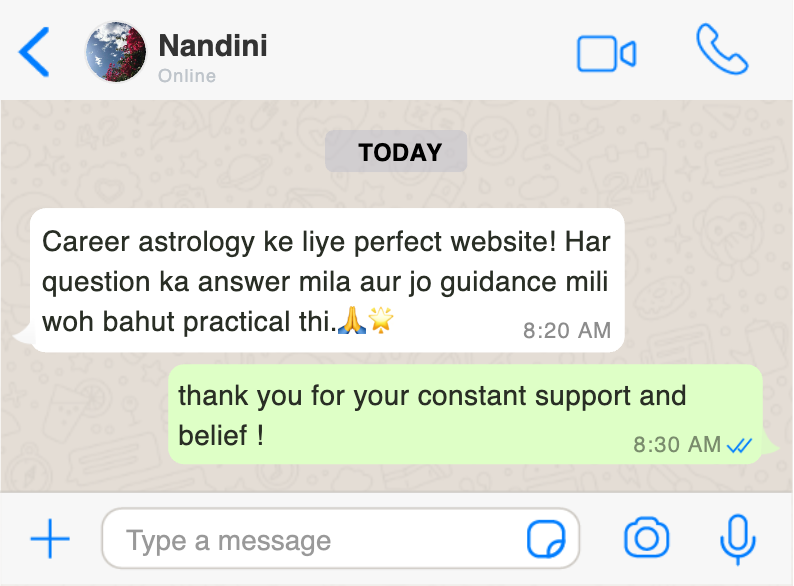 Nandini
Online
TODAY
Career astrology ke liye perfect website! Har
question ka answer mila aur jo guidance mili
woh bahut practical thi.🙏🌟
8:20 AM
thank you for your constant support and
belief !
8:30 AM
Type a message